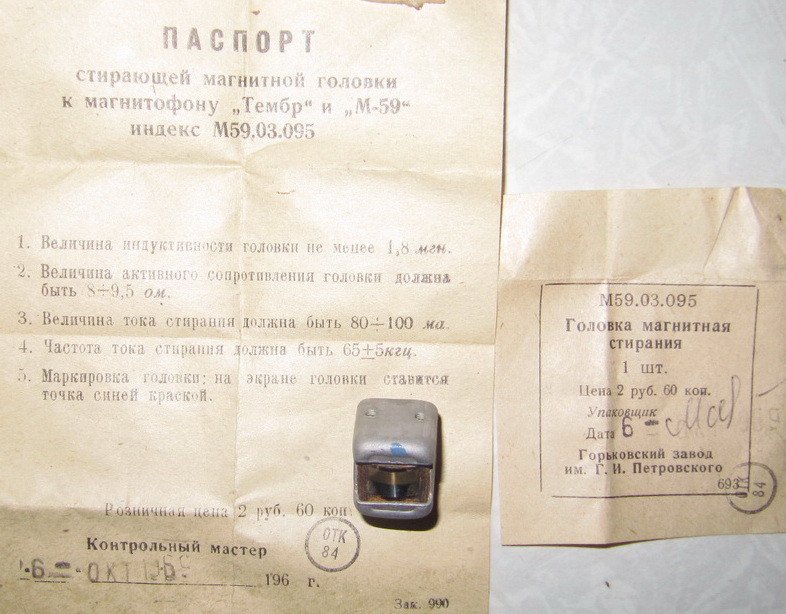 ПАСПОРТ
стирающей магнитной головки
к магнитофону „Тембр“ и „М-59“
индекс М59.03.095
1. Величина индуктивности головки не менее 1,8 мгн.
2. Величина активного сопротивления головки должна
быть 8÷9,5 ом.
3. Величина тока стирания должна быть 80÷100 ма.
4. Частота тока стирания должна быть 65±5кгц.
5. Маркировка головки: на экране головки ставится
точка синей краской.
Розничная цена 2 руб. 60 коп.
Контрольный мастер
ОТК
84
-6- ОКТ 196 г.
Зак. 990
М59.03.095
Головка магнитная
стирания
1 шт.
Цена 2 руб. 60 коп.
Упаковщик
Дата 6-
Горьковский завод
им. Г. И. Петровского
693
ОТК
84